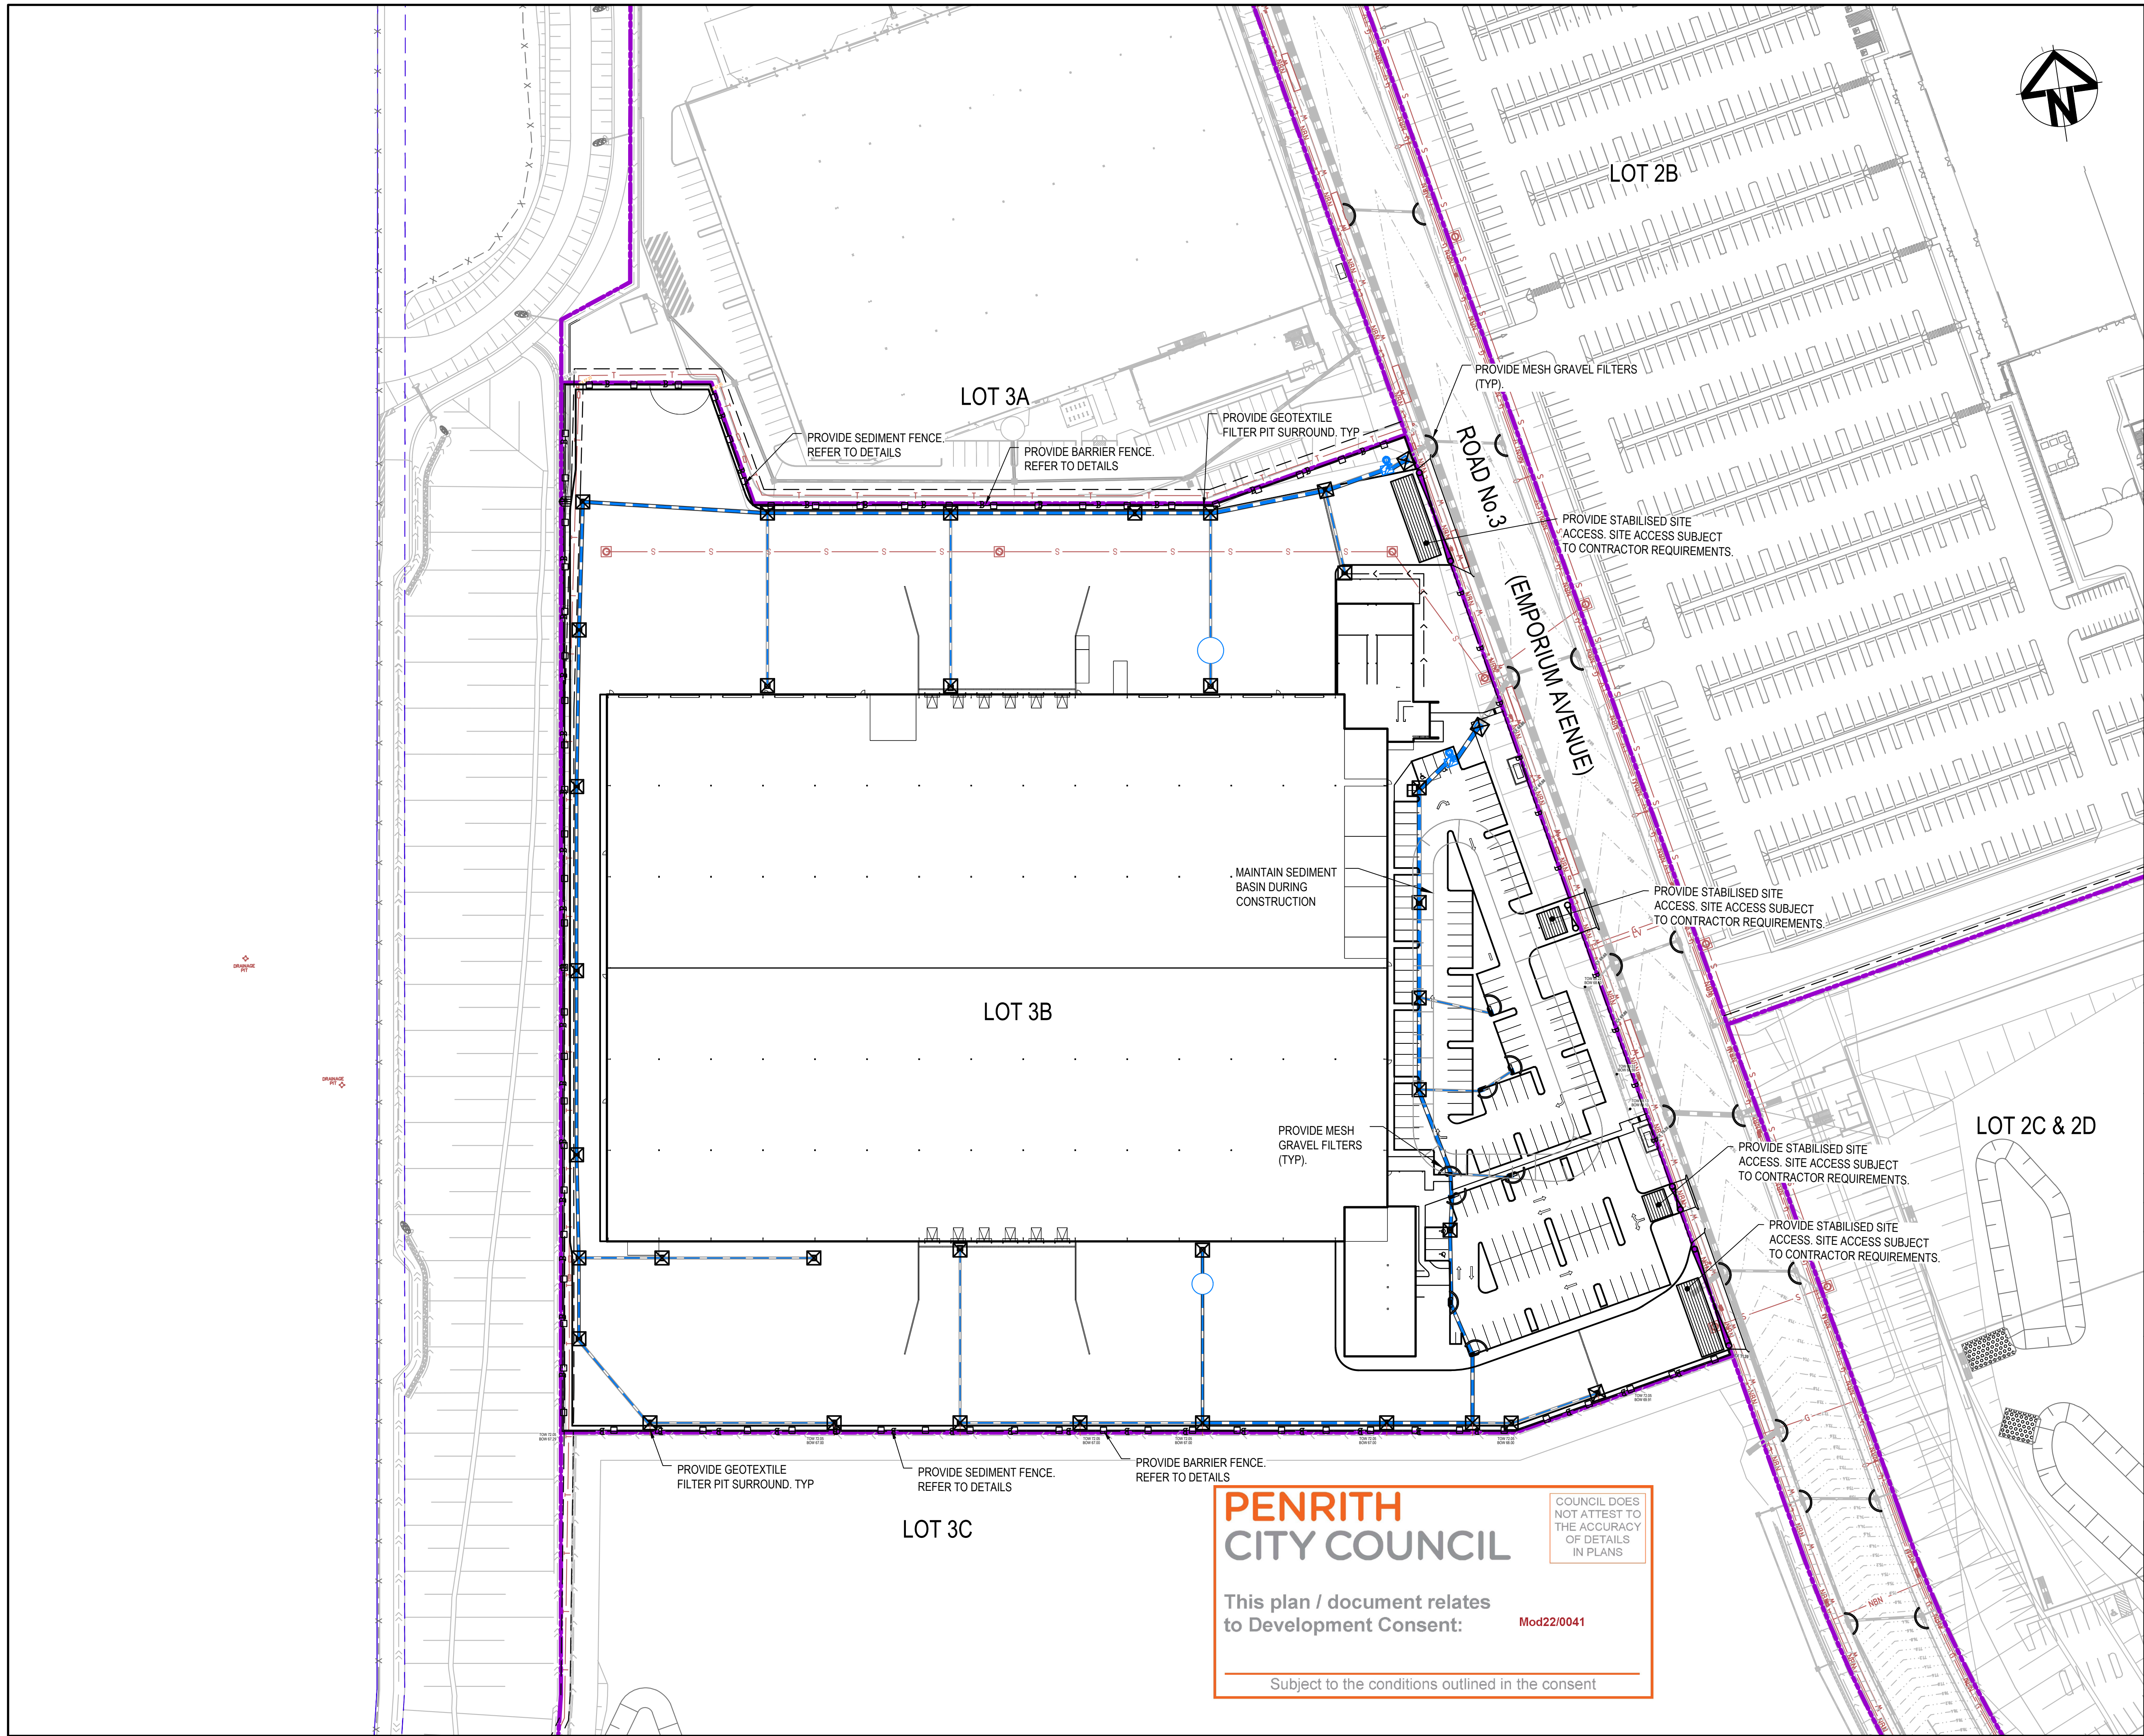 N
LOT 2B
PROVIDE MESH GRAVEL FILTERS
(TYP).
LOT 3A
PROVIDE SEDIMENT FENCE.
REFER TO DETAILS
PROVIDE BARRIER FENCE.
REFER TO DETAILS
PROVIDE GEOTEXTILE
FILTER PIT SURROUND. TYP
ROAD No.3
(EMPORIUM AVENUE)
PROVIDE STABILISED SITE
ACCESS. SITE ACCESS SUBJECT
TO CONTRACTOR REQUIREMENTS.
MAINTAIN SEDIMENT
BASIN DURING
CONSTRUCTION
PROVIDE STABILISED SITE
ACCESS. SITE ACCESS SUBJECT
TO CONTRACTOR REQUIREMENTS.
DRAINAGE
PIT
LOT 3B
DRAINAGE
PIT
PROVIDE MESH
GRAVEL FILTERS
(TYP).
LOT 2C & 2D
PROVIDE STABILISED SITE
ACCESS. SITE ACCESS SUBJECT
TO CONTRACTOR REQUIREMENTS.
PROVIDE STABILISED SITE
ACCESS. SITE ACCESS SUBJECT
TO CONTRACTOR REQUIREMENTS.
PROVIDE GEOTEXTILE
FILTER PIT SURROUND. TYP
PROVIDE SEDIMENT FENCE.
REFER TO DETAILS
PROVIDE BARRIER FENCE.
REFER TO DETAILS
LOT 3C
PENRITH
CITY COUNCIL
COUNCIL DOES
NOT ATTEST TO
THE ACCURACY
OF DETAILS
IN PLANS
This plan / document relates
to Development Consent:
Mod22/0041
Subject to the conditions outlined in the consent